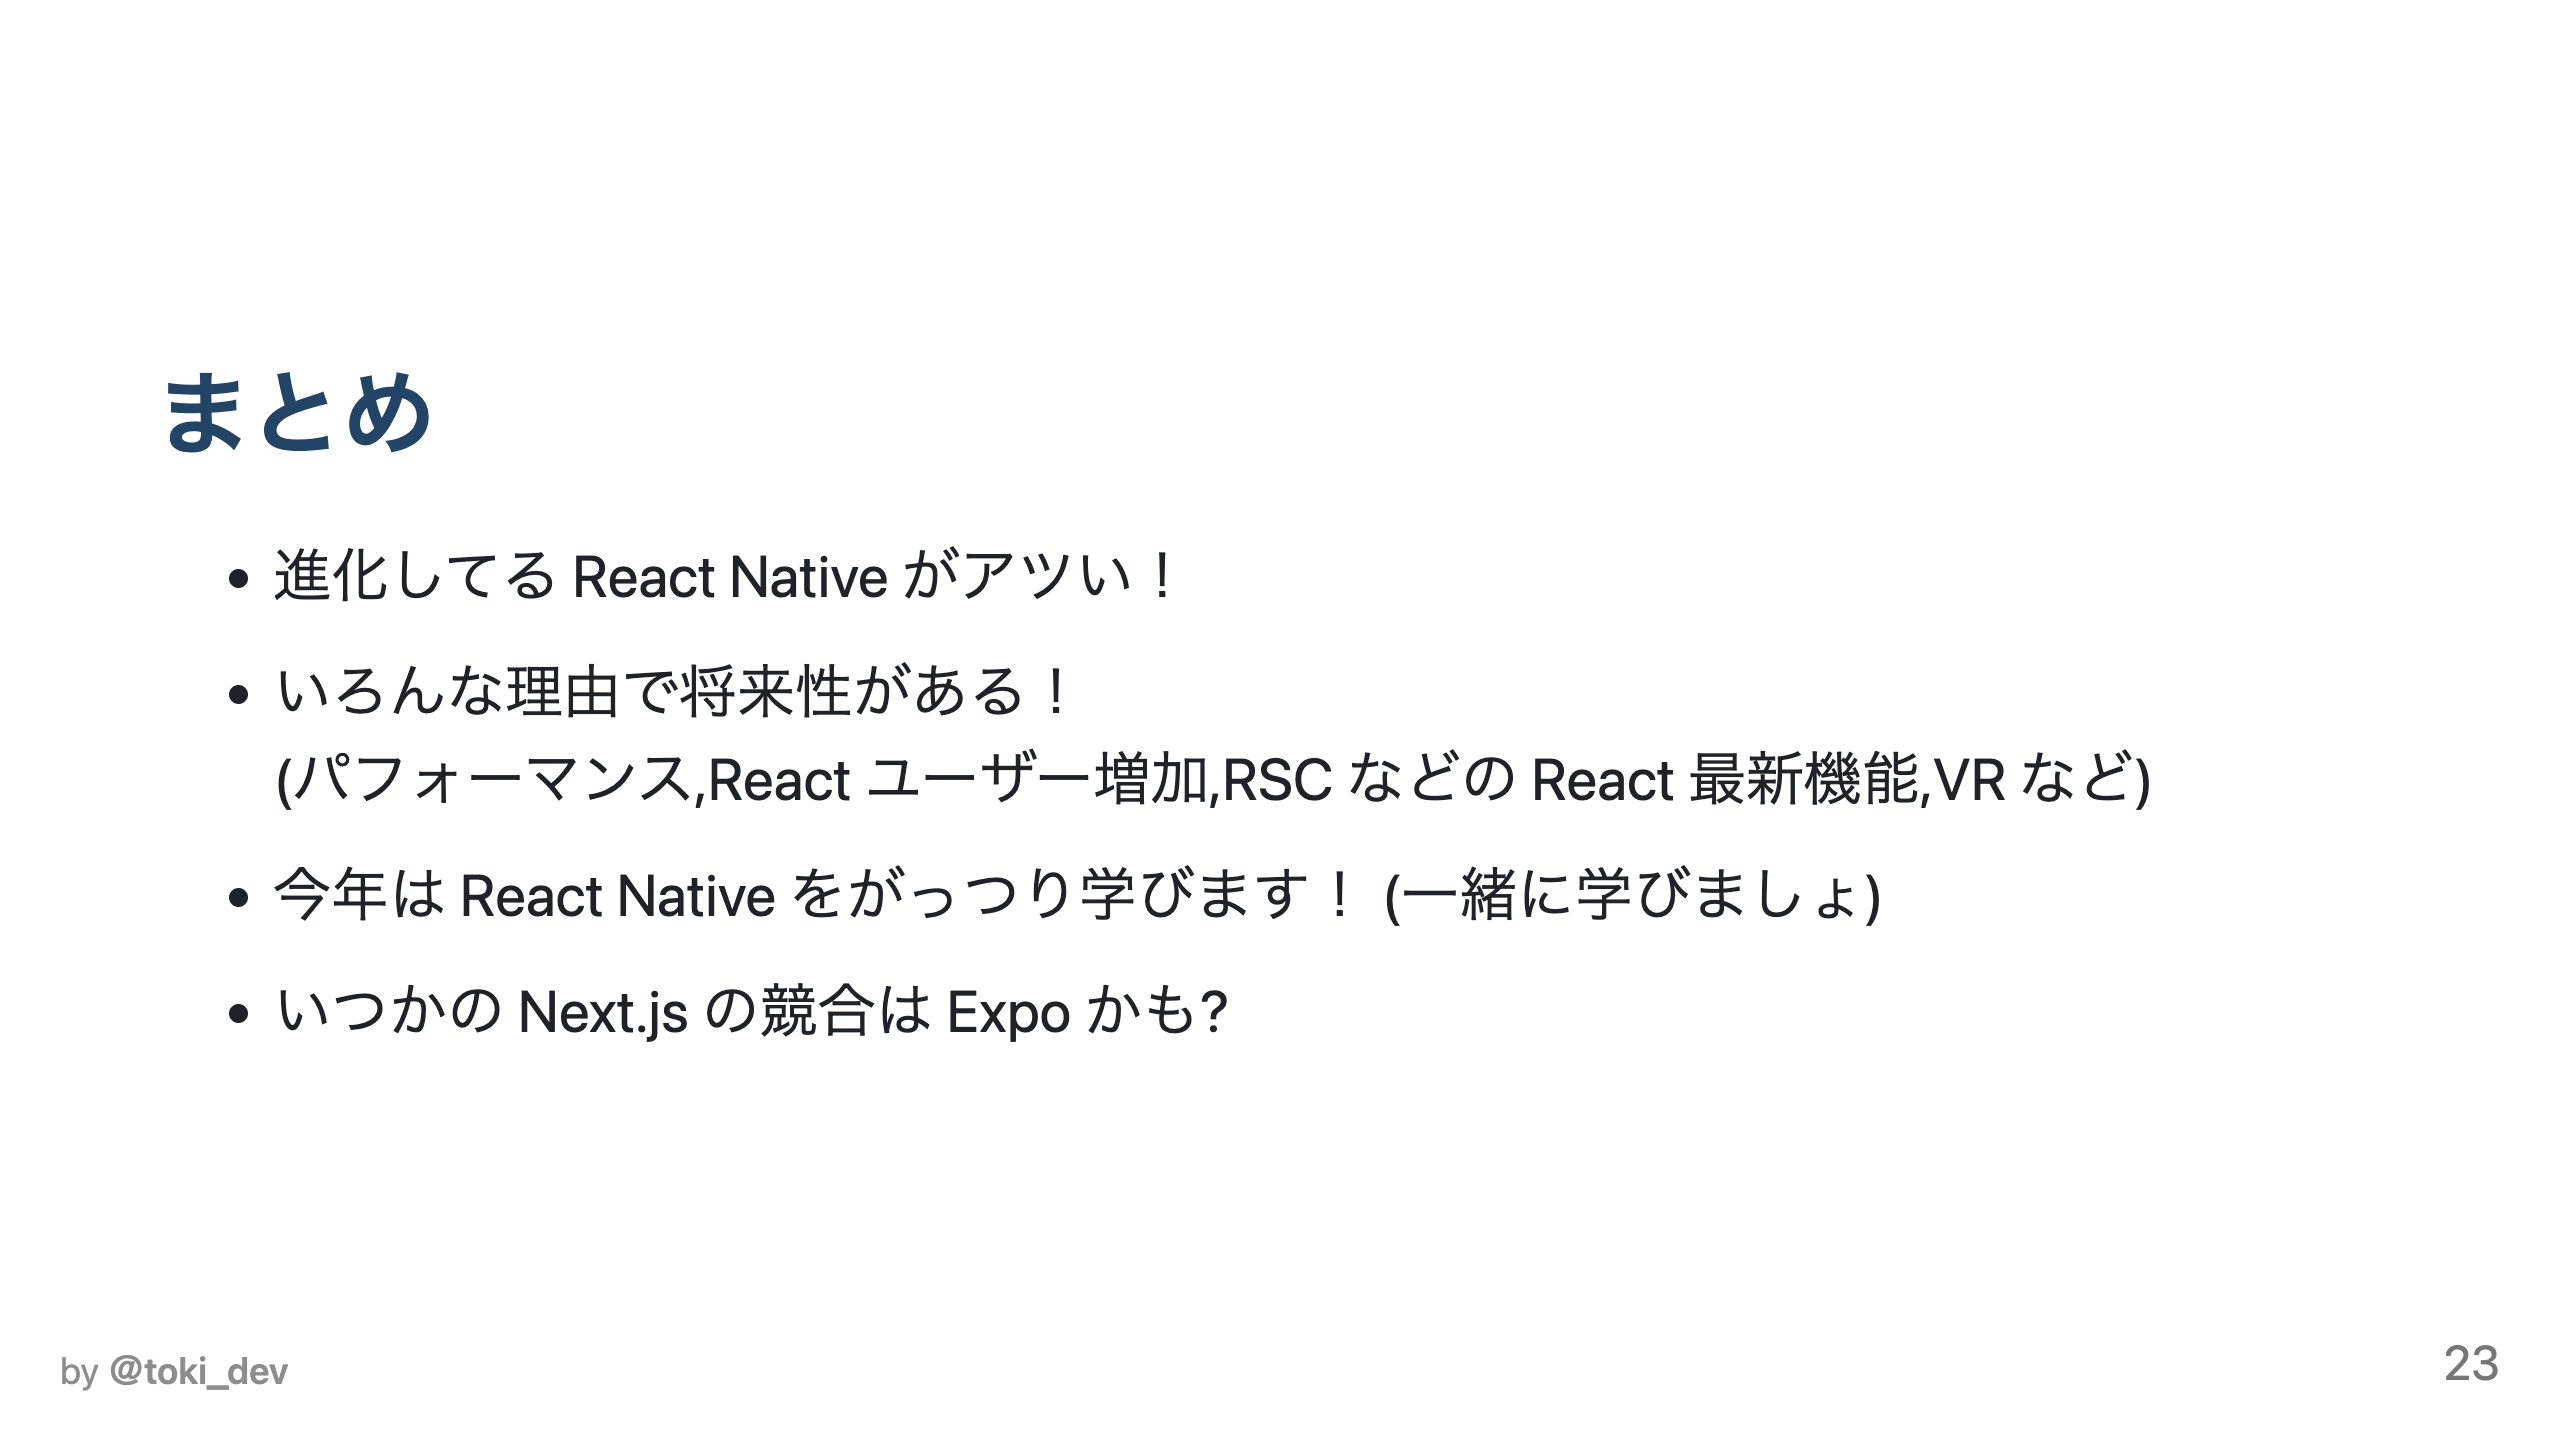 まとめ
• 進化してる React Native がアツい！
• いろんな理由で将来性がある！
(パフォーマンス,React ユーザー増加,RSC などの React 最新機能,VR など)
• 今年は React Native をがっつり学びます！ (一緒に学びましょ)
• いつかの Next.js の競合は Expo かも?
by @toki_dev
23